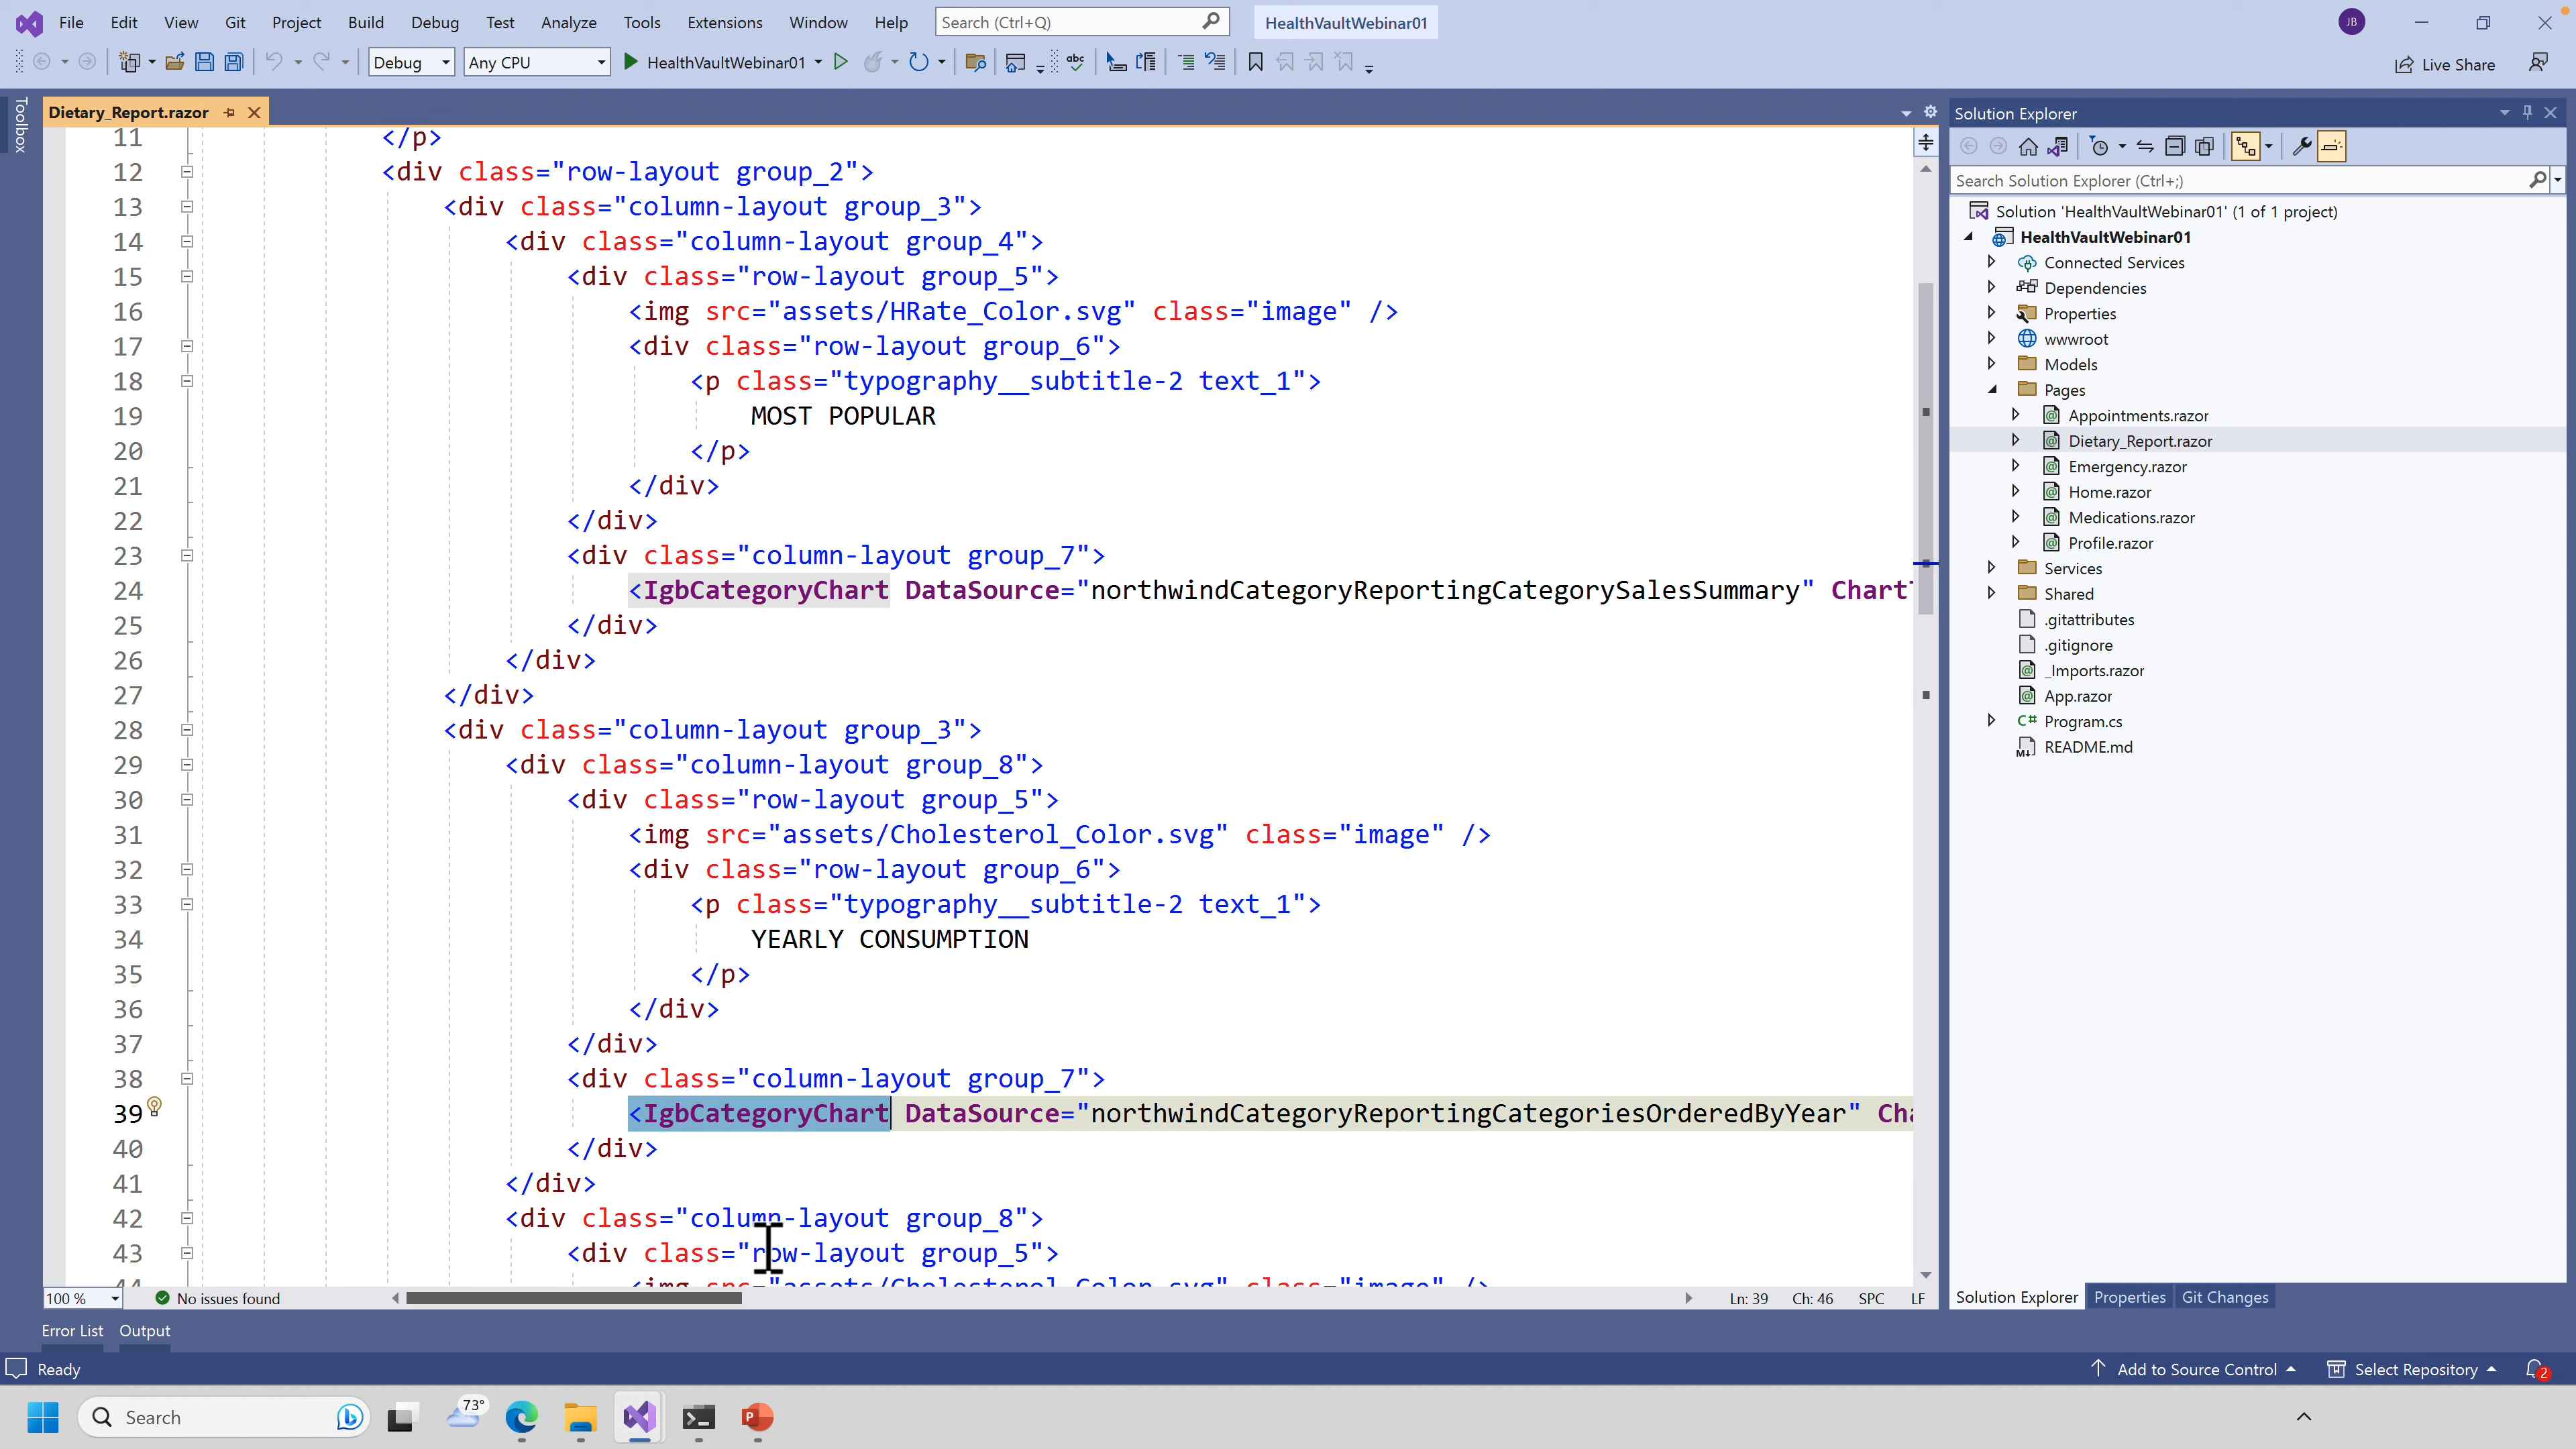 File Edit View Git Project Build Debug Test Analyze Tools Extensions Window Help Search (Ctrl+Q) HealthVaultWebinar01 JB
Debug Any CPU HealthVaultWebinar01 abc Live Share
Toolbox
Dietary_Report.razor
11 </p>
12 <div class="row-layout group_2">
13 <div class="column-layout group_3">
14 <div class="column-layout group_4">
15 <div class="row-layout group_5">
16 <img src="assets/HRate_Color.svg" class="image" />
17 <div class="row-layout group_6">
18 <p class="typography__subtitle-2 text_1">
19 MOST POPULAR
20 </p>
21 </div>
22 </div>
23 <div class="column-layout group_7">
24 <IgbCategoryChart DataSource="northwindCategoryReportingCategorySalesSummary" Chart
25 </div>
26 </div>
27 </div>
28 <div class="column-layout group_3">
29 <div class="column-layout group_8">
30 <div class="row-layout group_5">
31 <img src="assets/Cholesterol_Color.svg" class="image" />
32 <div class="row-layout group_6">
33 <p class="typography__subtitle-2 text_1">
34 YEARLY CONSUMPTION
35 </p>
36 </div>
37 </div>
38 <div class="column-layout group_7">
39 <IgbCategoryChart DataSource="northwindCategoryReportingCategoriesOrderedByYear" Cha
40 </div>
41 </div>
42 <div class="column-layout group_8">
43 <div class="row-layout group_5">
44 <img src="assets/Cholesterol_Color.svg" class="image" />
100 % No issues found Ln: 39 Ch: 46 SPC LF
Solution Explorer
Search Solution Explorer (Ctrl+;)
Solution 'HealthVaultWebinar01' (1 of 1 project)
HealthVaultWebinar01
Connected Services
Dependencies
Properties
wwwroot
Models
Pages
Appointments.razor
Dietary_Report.razor
Emergency.razor
Home.razor
Medications.razor
Profile.razor
Services
Shared
.gitattributes
.gitignore
_Imports.razor
App.razor
C# Program.cs
README.md
Solution Explorer Properties Git Changes
Error List Output
Ready Add to Source Control Select Repository 2
Search 73°